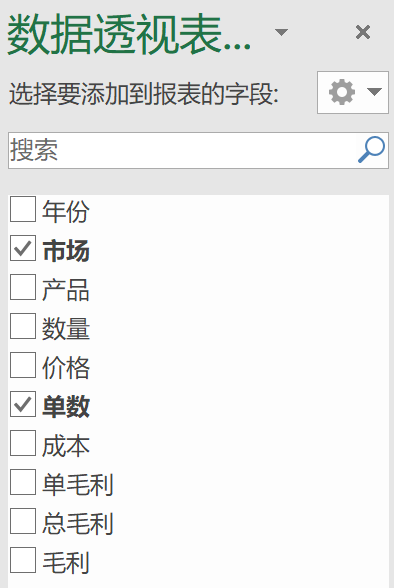 数据透视表...
选择要添加到报表的字段:
搜索
年份
市场
产品
数量
价格
单数
成本
单毛利
总毛利
毛利